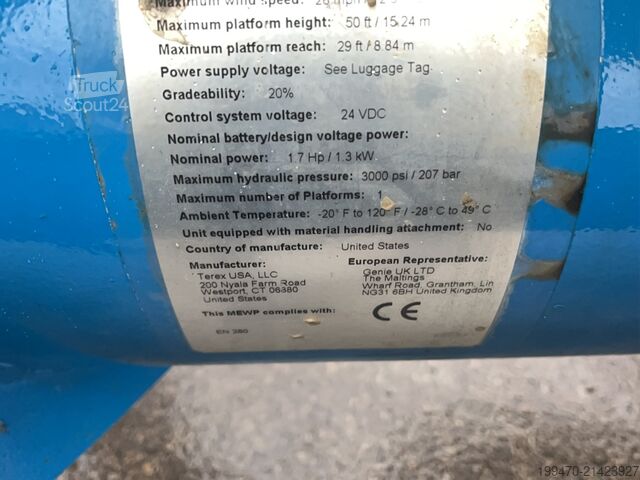 Maximum platform height: 50 ft / 15.24 m
Maximum platform reach: 29 ft / 8.84 m
Power supply voltage: See Luggage Tag
Gradeability: 20%
Control system voltage: 24 VDC
Nominal battery/design voltage power:
Nominal power: 1.7 Hp / 1.3 kW
Maximum hydraulic pressure: 3000 psi / 207 bar
Maximum number of Platforms: 1
Ambient Temperature: -20° F to 120° F / -28° C to 49° C
Unit equipped with material handling attachment: No
Country of manufacture: United States
Manufacturer: European Representative:
Terex USA, LLC Genie UK LTD
200 Nyala Farm Road The Maltings
Westport, CT 06880 Wharf Road, Grantham, Lin
United States NG31 6BH United Kingdom
This MEWP complies with: CE
EN 280
Truck
Scout24
199470-21423927